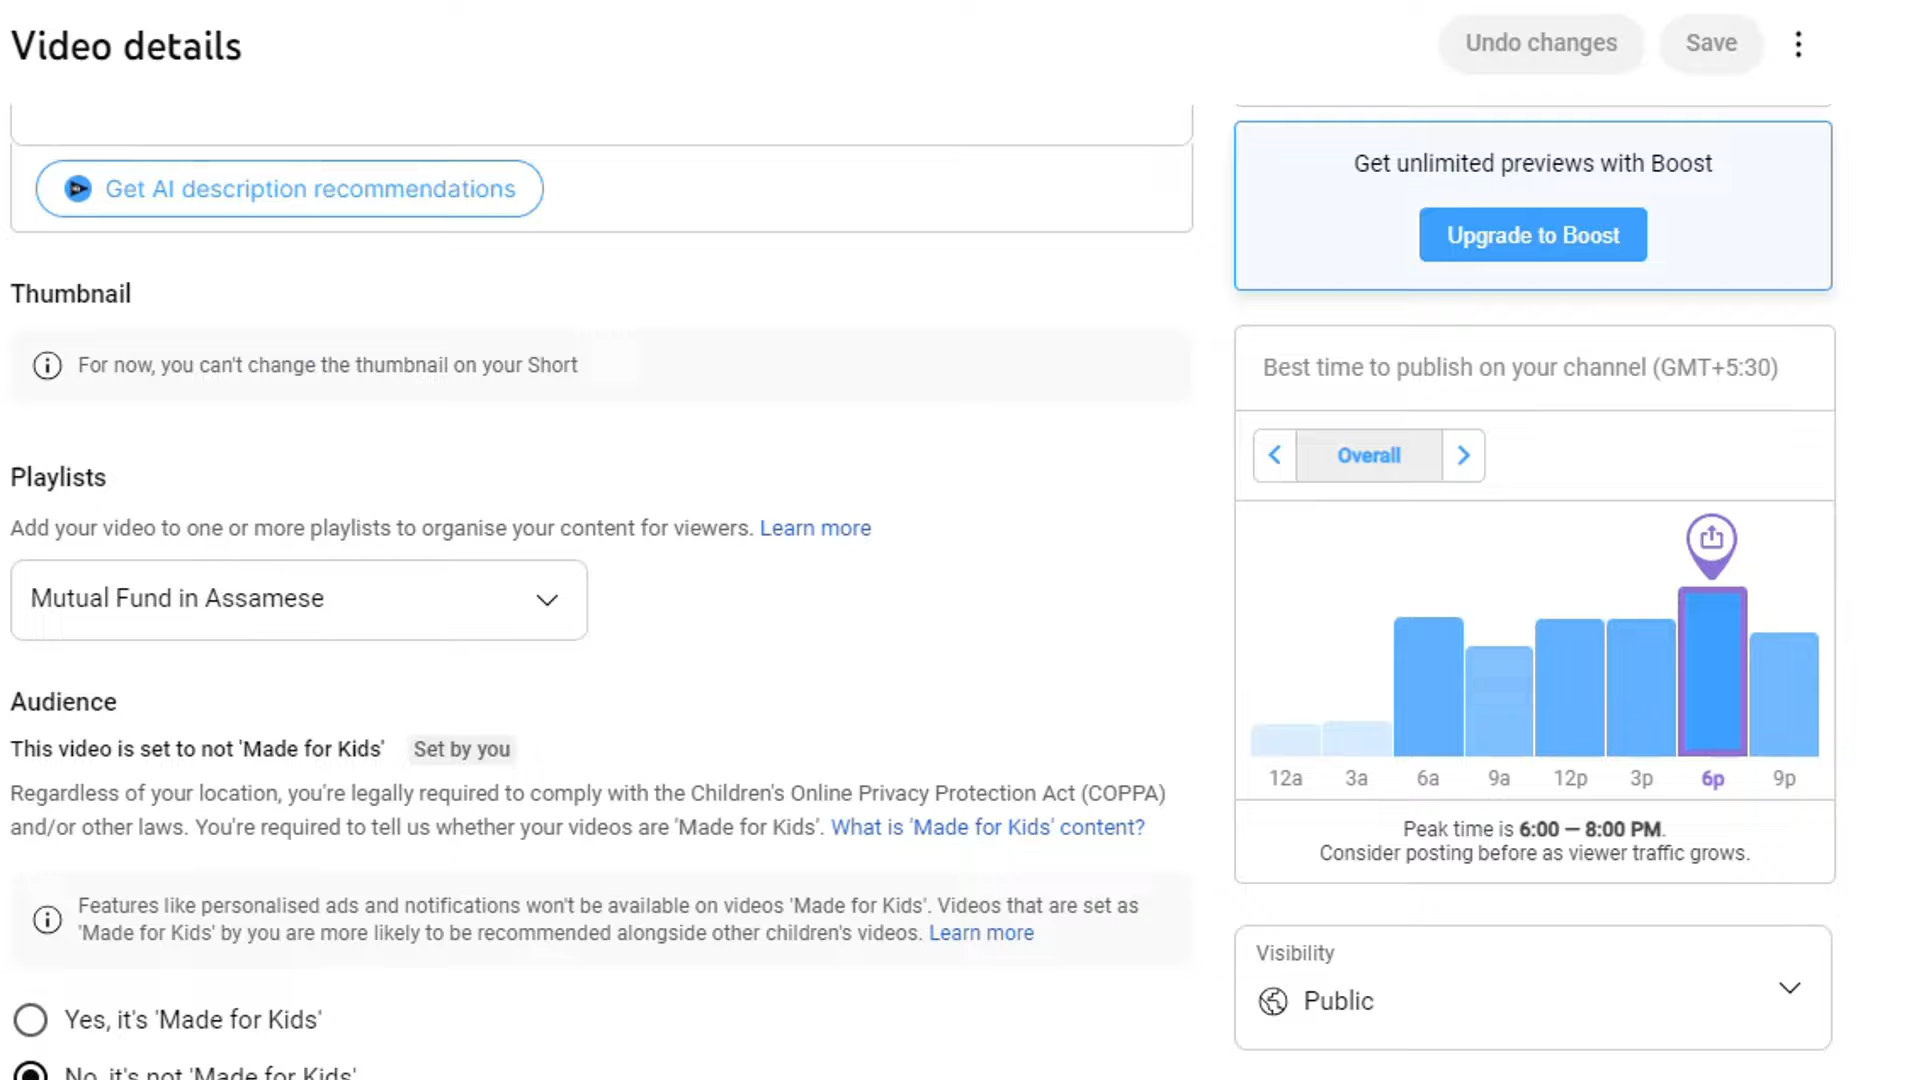 Video details
Undo changes
Save
Get AI description recommendations
Get unlimited previews with Boost
Upgrade to Boost
Thumbnail
For now, you can't change the thumbnail on your Short
Playlists
Add your video to one or more playlists to organise your content for viewers. Learn more
Mutual Fund in Assamese
Audience
This video is set to not 'Made for Kids' Set by you
Regardless of your location, you're legally required to comply with the Children's Online Privacy Protection Act (COPPA)
and/or other laws. You're required to tell us whether your videos are 'Made for Kids'. What is 'Made for Kids' content?
Features like personalised ads and notifications won't be available on videos 'Made for Kids'. Videos that are set as
'Made for Kids' by you are more likely to be recommended alongside other children's videos. Learn more
Yes, it's 'Made for Kids'
No, it's not 'Made for Kids'
Best time to publish on your channel (GMT+5:30)
Overall
12a 3a 6a 9a 12p 3p 6p 9p
Peak time is 6:00 — 8:00 PM.
Consider posting before as viewer traffic grows.
Visibility
Public